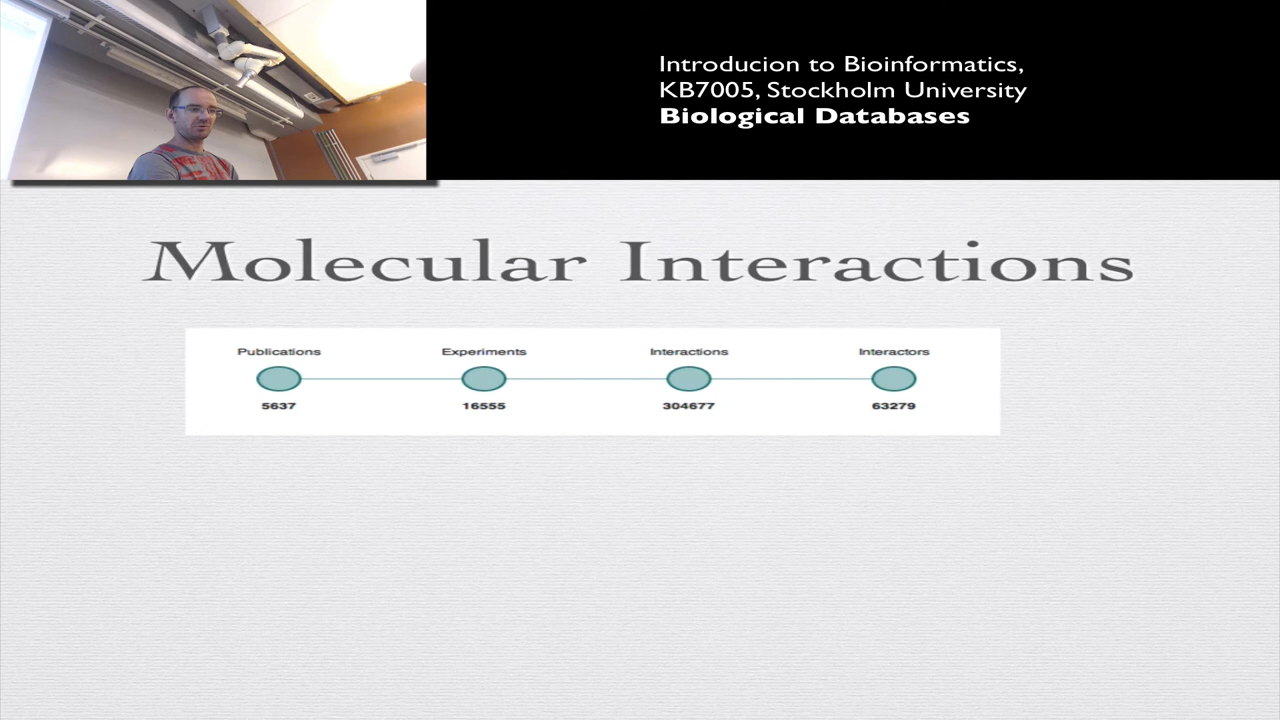 Introducion to Bioinformatics,
KB7005, Stockholm University
Biological Databases
Molecular Interactions
Publications Experiments Interactions Interactors
5637 16555 304677 63279